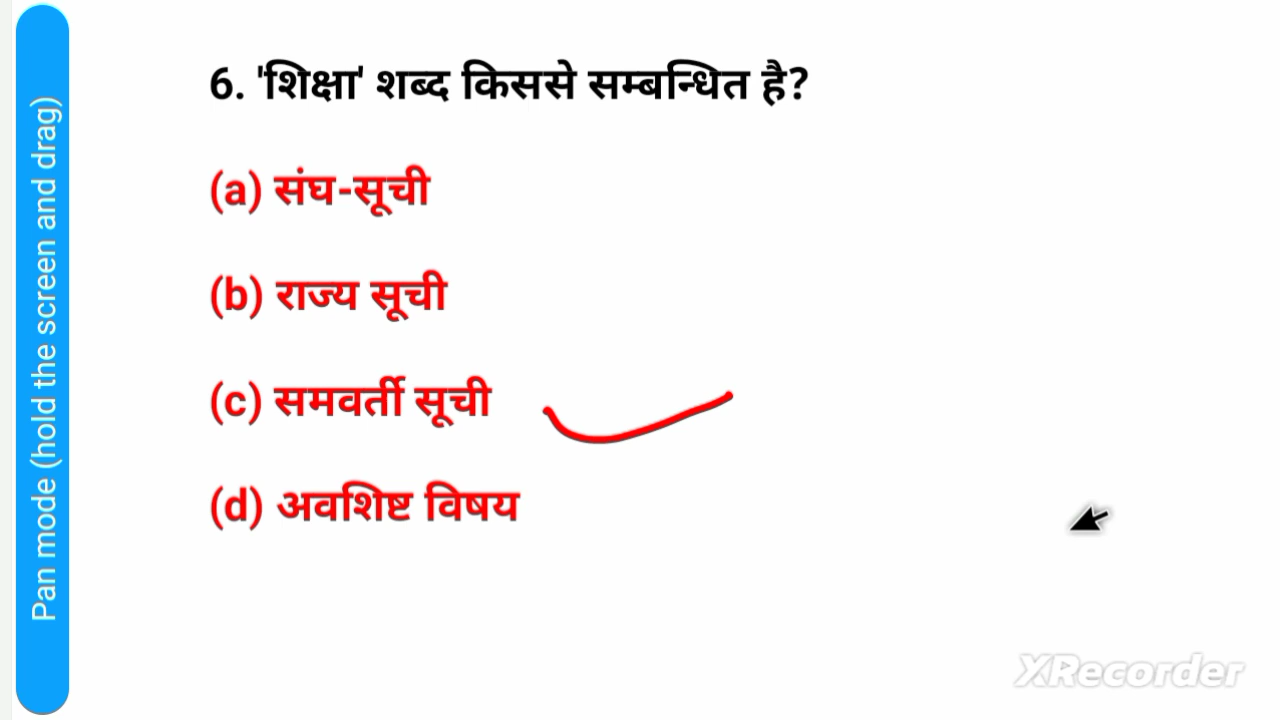 Pan mode (hold the screen and drag)
6. 'शिक्षा' शब्द किससे सम्बन्धित है?
(a) संघ-सूची
(b) राज्य सूची
(c) समवर्ती सूची
(d) अवशिष्ट विषय
XRecorder